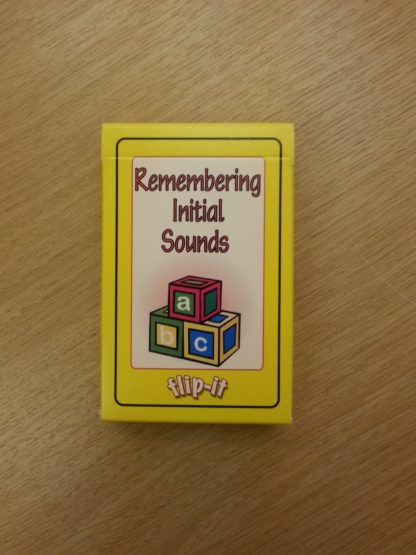 Remembering
Initial
Sounds
a
b c
flip-it